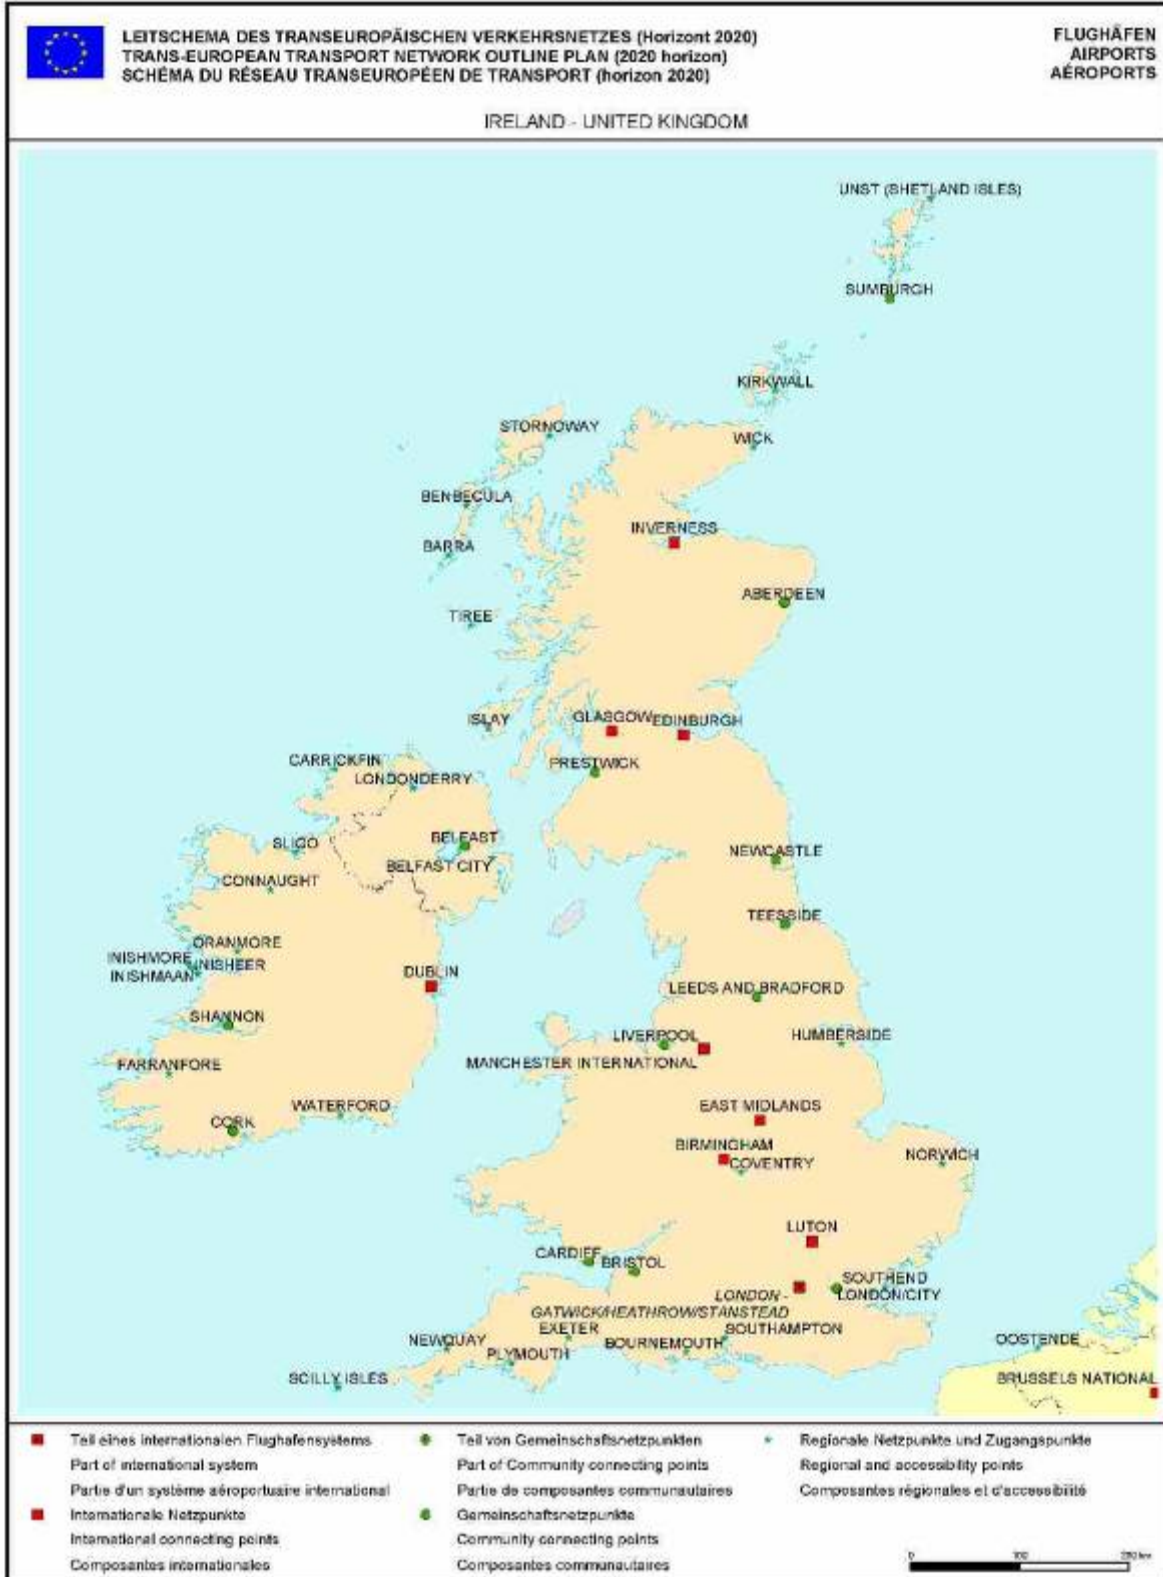 LEITSCHEMA DES TRANSEUROPÄISCHEN VERKEHRSNETZES (Horizont 2020)
TRANS-EUROPEAN TRANSPORT NETWORK OUTLINE PLAN (2020 horizon)
SCHÉMA DU RÉSEAU TRANSEUROPÉEN DE TRANSPORT (horizon 2020)
FLUGHÄFEN
AIRPORTS
AÉROPORTS
IRELAND - UNITED KINGDOM
UNST (SHETLAND ISLES)
SUMBURGH
KIRKWALL
STORNOWAY
WICK
BENBECULA
INVERNESS
BARRA
ABERDEEN
TIREE
ISLAY
GLASGOW
EDINBURGH
CARRICKFIN
PRESTWICK
LONDONDERRY
SLIGO
BELFAST
NEWCASTLE
BELFAST CITY
CONNAUGHT
TEESSIDE
ORANMORE
INISHMORE
INISHEER
INISHMAAN
DUBLIN
LEEDS AND BRADFORD
SHANNON
LIVERPOOL
HUMBERSIDE
FARRANFORE
MANCHESTER INTERNATIONAL
WATERFORD
EAST MIDLANDS
CORK
BIRMINGHAM
COVENTRY
NORWICH
LUTON
CARDIFF
BRISTOL
SOUTHEND
LONDON -
LONDON/CITY
GATWICK/HEATHROW/STANSTEAD
EXETER
SOUTHAMPTON
NEWQUAY
BOURNEMOUTH
OOSTENDE
PLYMOUTH
SCILLY ISLES
BRUSSELS NATIONAL
Teil eines internationalen Flughafensystems
Part of international system
Partie d'un système aéroportuaire international
Internationale Netzpunkte
International connecting points
Composantes internationales
Teil von Gemeinschaftsnetzpunkten
Part of Community connecting points
Partie de composantes communautaires
Gemeinschaftsnetzpunkte
Community connecting points
Composantes communautaires
Regionale Netzpunkte und Zugangspunkte
Regional and accessibility points
Composantes régionales et d'accessibilité
0